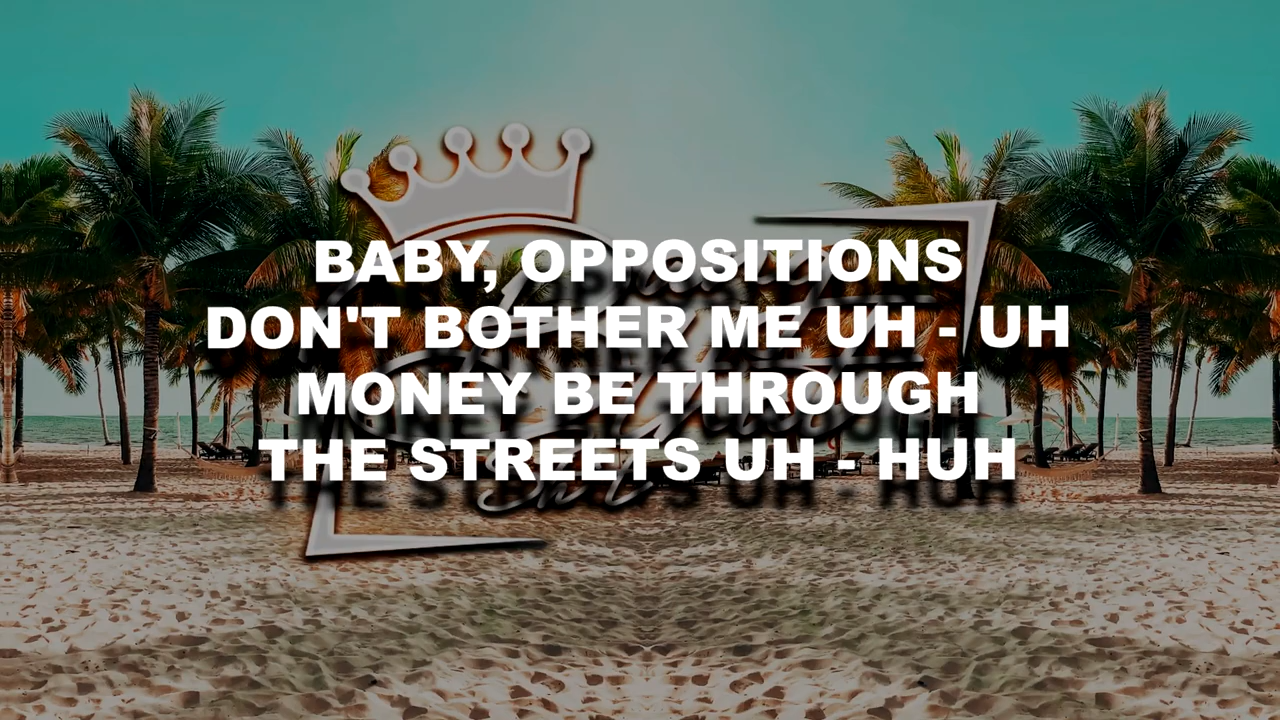 BABY, OPPOSITIONS
DON'T BOTHER ME UH - UH
MONEY BE THROUGH
THE STREETS UH - HUH